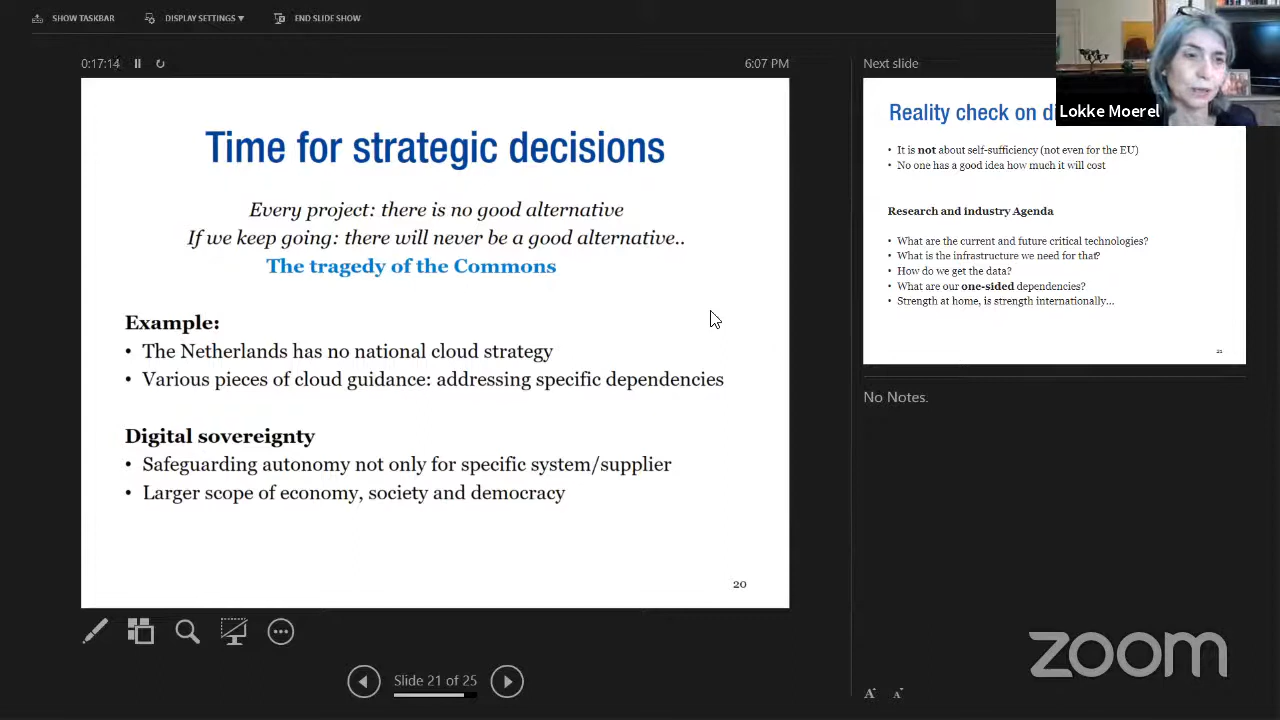 SHOW TASKBAR
DISPLAY SETTINGS
END SLIDE SHOW
0:17:14
6:07 PM
Time for strategic decisions
Every project: there is no good alternative
If we keep going: there will never be a good alternative..
The tragedy of the Commons
Example:
• The Netherlands has no national cloud strategy
• Various pieces of cloud guidance: addressing specific dependencies
Digital sovereignty
• Safeguarding autonomy not only for specific system/supplier
• Larger scope of economy, society and democracy
20
Slide 21 of 25
Next slide
Lokke Moerel
Reality check on di
• It is not about self-sufficiency (not even for the EU)
• No one has a good idea how much it will cost
Research and industry Agenda
• What are the current and future critical technologies?
• What is the infrastructure we need for that?
• How do we get the data?
• What are our one-sided dependencies?
• Strength at home, is strength internationally...
21
No Notes.
zoom
A A